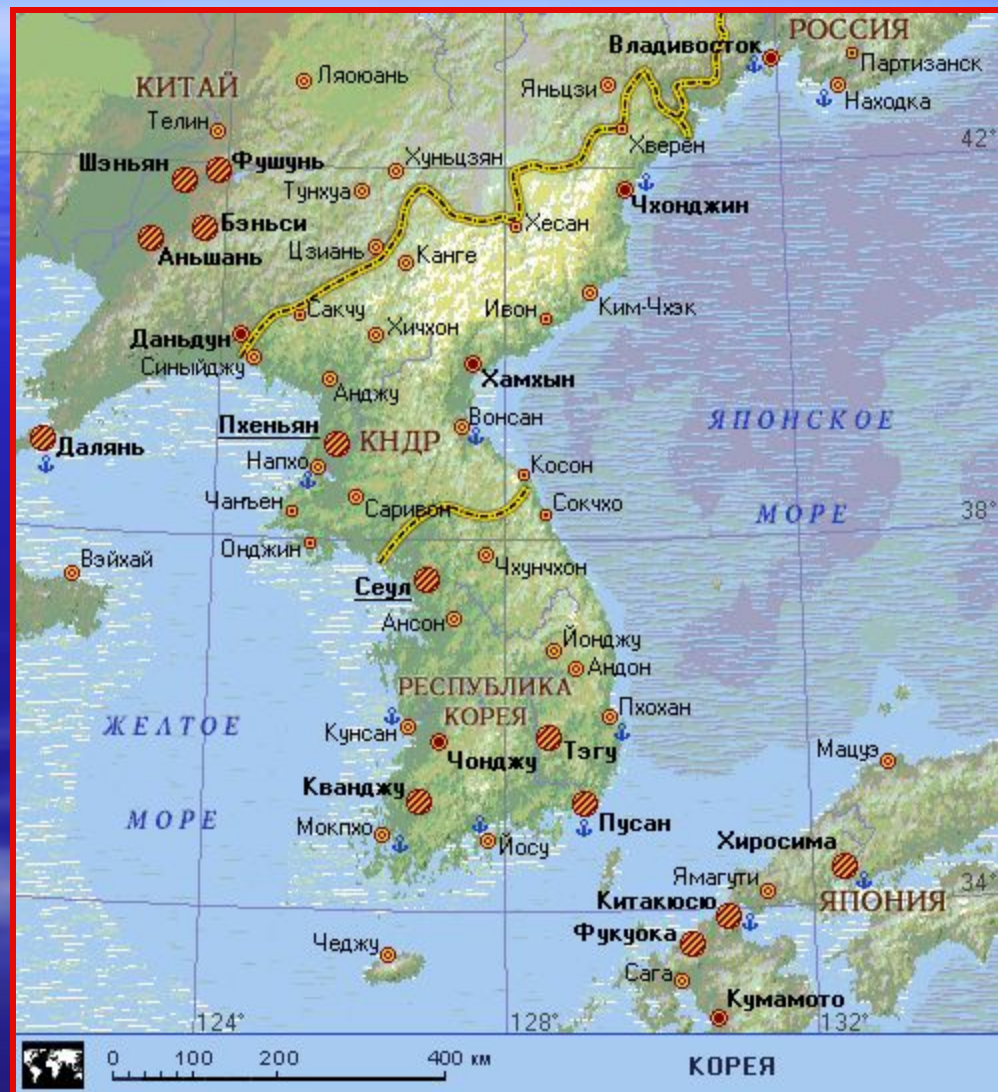 РОССИЯ
Владивосток
Партизанск
КИТАЙ
Ляоюань
Яньцзи
Находка
Телин
Хверён
42°
Шэньян
Фушунь
Хуньцзян
Тунхуа
Чхонджин
Бэньси
Хесан
Аньшань
Цзиань
Канге
Сакчу
Ивон
Ким-Чхэк
Даньдун
Хичхон
Синыйджу
Анджу
Хамхын
Пхеньян
Вонсан
ЯПОНСКОЕ
Далянь
КНДР
Напхо
Косон
Чанъен
Саривон
Сокчхо
МОРЕ
38°
Онджин
Вэйхай
Чхунчхон
Сеул
Ансон
Йонджу
Андон
РЕСПУБЛИКА
КОРЕЯ
Пхохан
ЖЕЛТОЕ
Кунсан
Чонджу
Тэгу
Мацуэ
Кванджу
МОРЕ
Мокпхо
Йосу
Пусан
Хиросима
Ямагути
34°
Китакюсю
ЯПОНИЯ
Фукуока
Чеджу
Сага
Кумамото
124°
128°
132°
0 100 200 400 км
КОРЕЯ